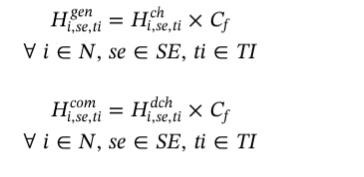 H^{gen}_{i,se,ti} = H^{ch}_{i,se,ti} × C_f
∀ i ∈ N, se ∈ SE, ti ∈ TI
H^{com}_{i,se,ti} = H^{dch}_{i,se,ti} × C_f
∀ i ∈ N, se ∈ SE, ti ∈ TI